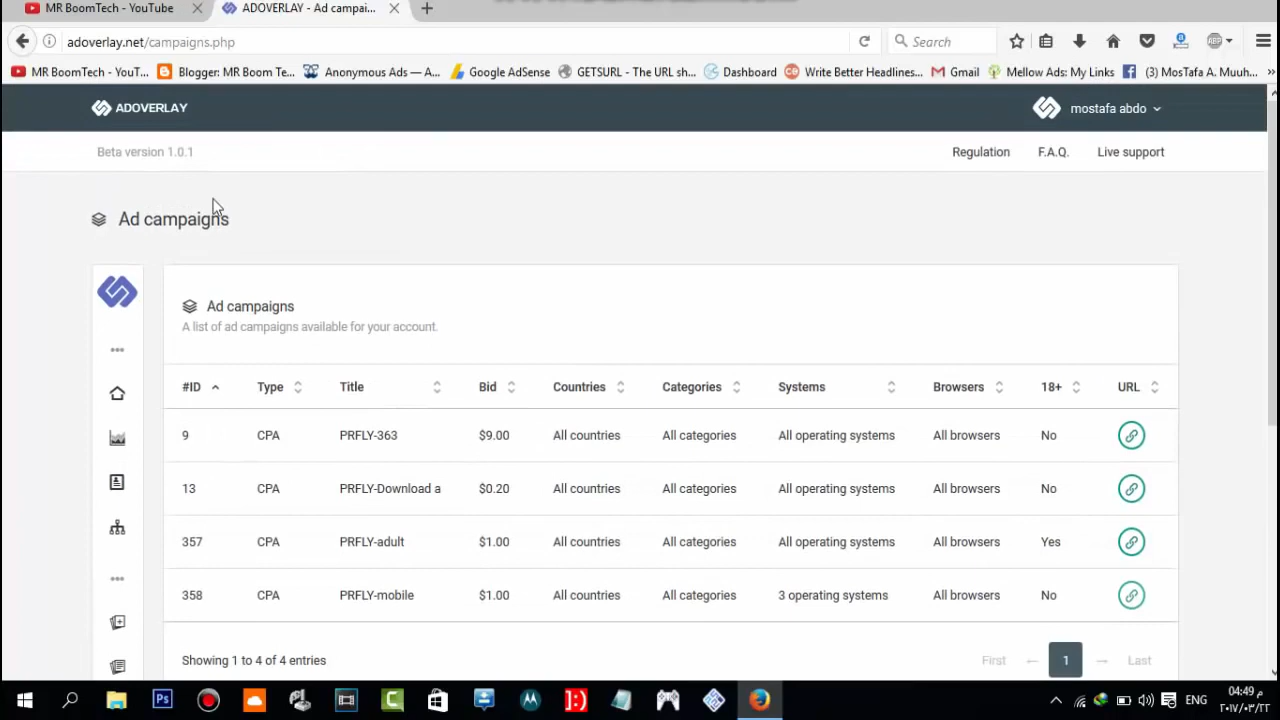 MR BoomTech - YouTube
ADOVERLAY - Ad campai...
adoverlay.net/campaigns.php
Search
MR BoomTech - YouT...
Blogger: MR Boom Te...
Anonymous Ads — A...
Google AdSense
GETSURL - The URL sh...
Dashboard
Write Better Headlines...
Gmail
Mellow Ads: My Links
(3) MosTafa A. Muuh...
ADOVERLAY
mostafa abdo
Beta version 1.0.1
Regulation
F.A.Q.
Live support
Ad campaigns
Ad campaigns
A list of ad campaigns available for your account.
#ID Type Title Bid Countries Categories Systems Browsers 18+ URL
9 CPA PRFLY-363 $9.00 All countries All categories All operating systems All browsers No
13 CPA PRFLY-Download a $0.20 All countries All categories All operating systems All browsers No
357 CPA PRFLY-adult $1.00 All countries All categories All operating systems All browsers Yes
358 CPA PRFLY-mobile $1.00 All countries All categories 3 operating systems All browsers No
Showing 1 to 4 of 4 entries
First ← 1 → Last
ENG
04:49 م
٢٠١٧/٠٣/٢٢